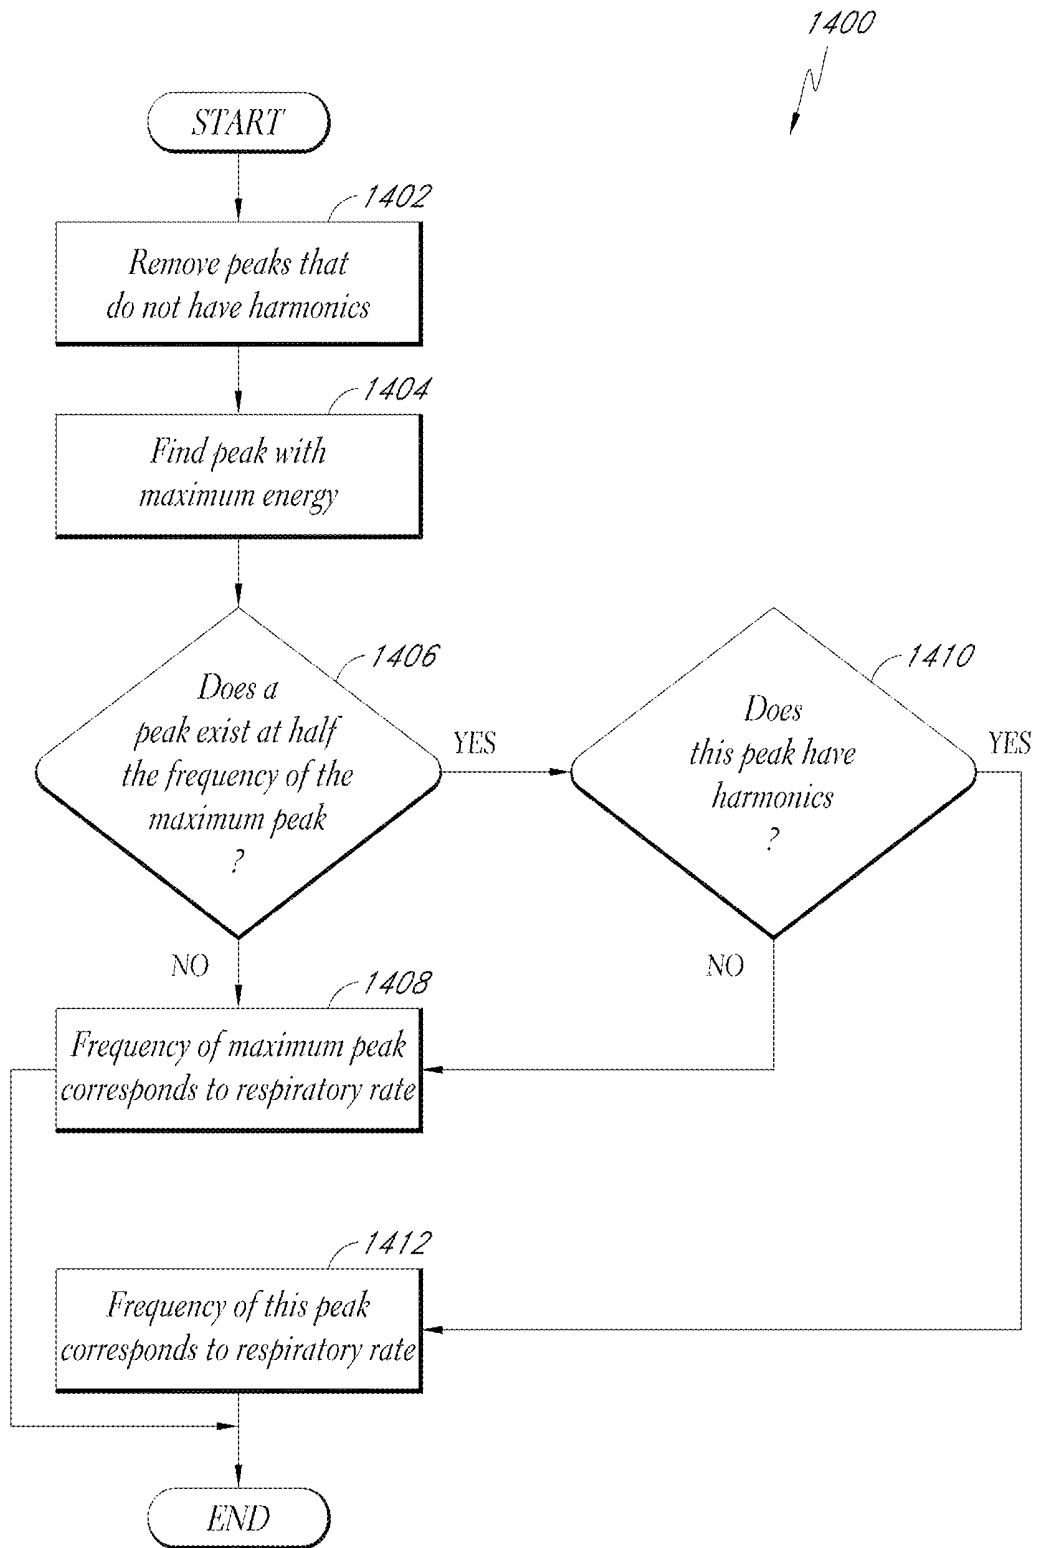 1400
START
1402
Remove peaks that
do not have harmonics
1404
Find peak with
maximum energy
1406
Does a
peak exist at half
the frequency of the
maximum peak
?
YES
NO
1410
Does
this peak have
harmonics
?
YES
NO
1408
Frequency of maximum peak
corresponds to respiratory rate
1412
Frequency of this peak
corresponds to respiratory rate
END